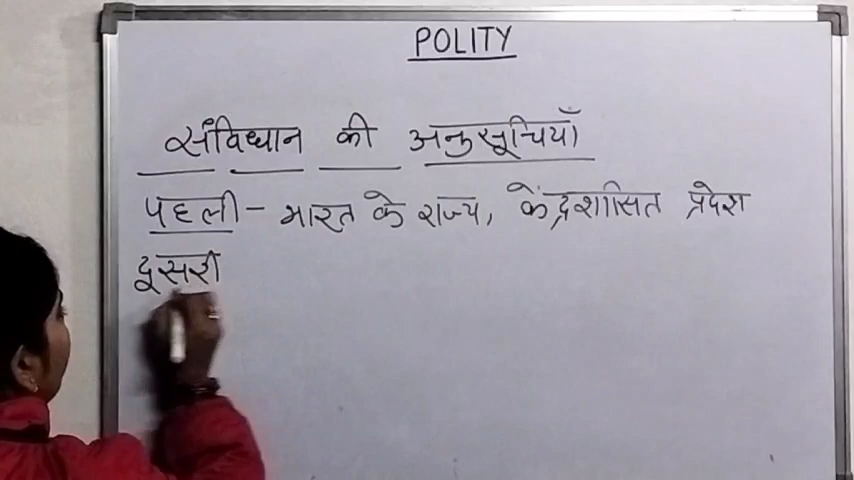 POLITY
संविधान की अनुसूचियाँ
पहली - भारत के राज्य, केंद्रशासित प्रदेश
दूसरी